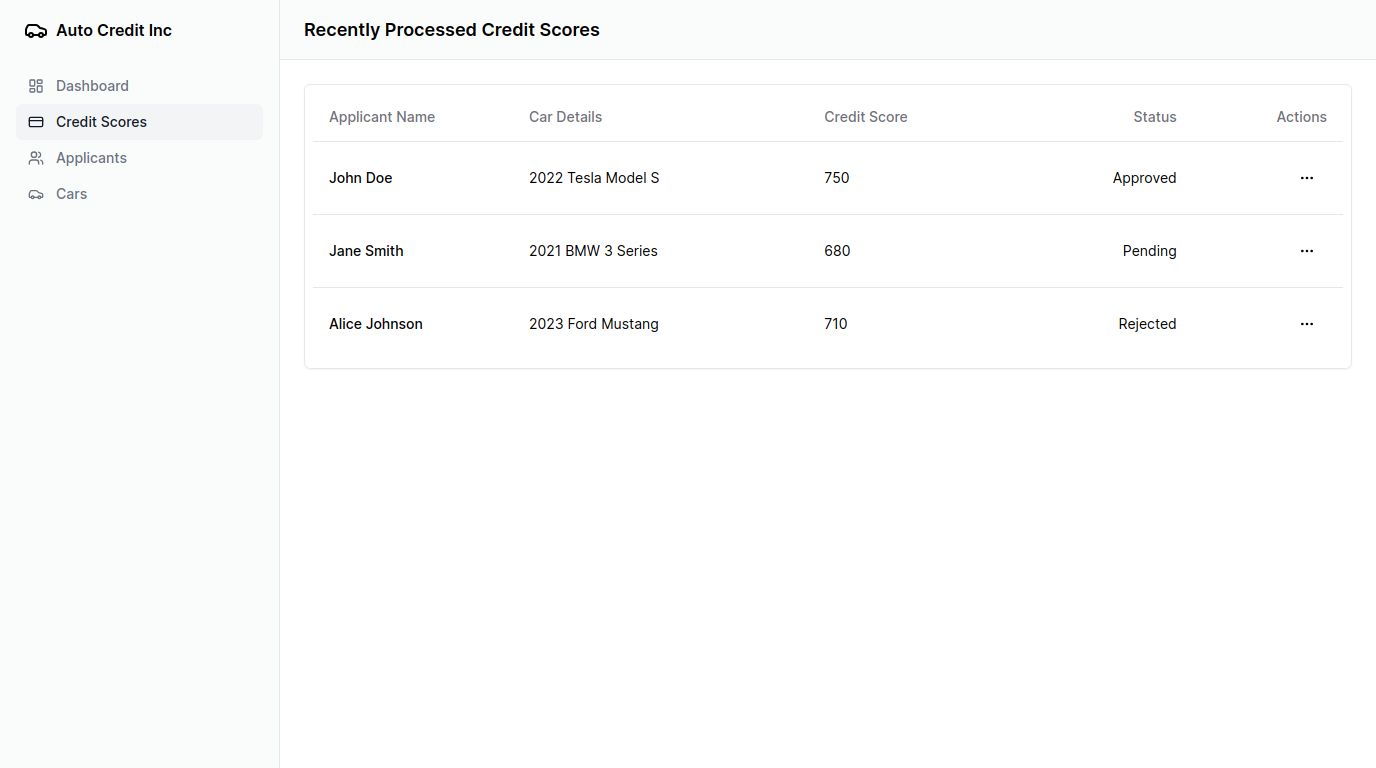 Auto Credit Inc
Recently Processed Credit Scores
Dashboard
Credit Scores
Applicants
Cars
Applicant Name Car Details Credit Score Status Actions
John Doe 2022 Tesla Model S 750 Approved
Jane Smith 2021 BMW 3 Series 680 Pending
Alice Johnson 2023 Ford Mustang 710 Rejected